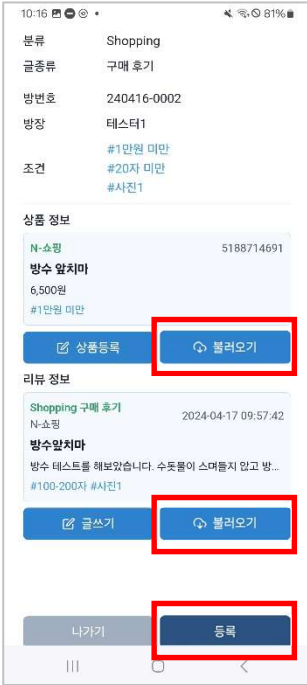 10:16
81%
분류 Shopping
글종류 구매 후기
방번호 240416-0002
방장 테스터1
조건 #1만원 미만
#20자 미만
#사진1
상품 정보
N-쇼핑 5188714691
방수 앞치마
6,500원
#1만원 미만
상품등록 불러오기
리뷰 정보
Shopping 구매 후기
N-쇼핑 2024-04-17 09:57:42
방수앞치마
방수 테스트를 해보았습니다. 수돗물이 스며들지 않고 방...
#100-200자 #사진1
글쓰기 불러오기
나가기 등록